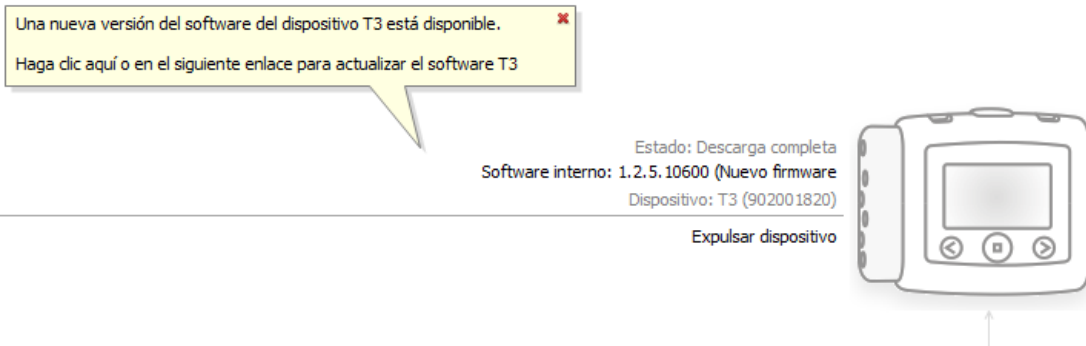 Una nueva versión del software del dispositivo T3 está disponible.
Haga clic aquí o en el siguiente enlace para actualizar el software T3
Estado: Descarga completa
Software interno: 1.2.5.10600 (Nuevo firmware
Dispositivo: T3 (902001820)
Expulsar dispositivo